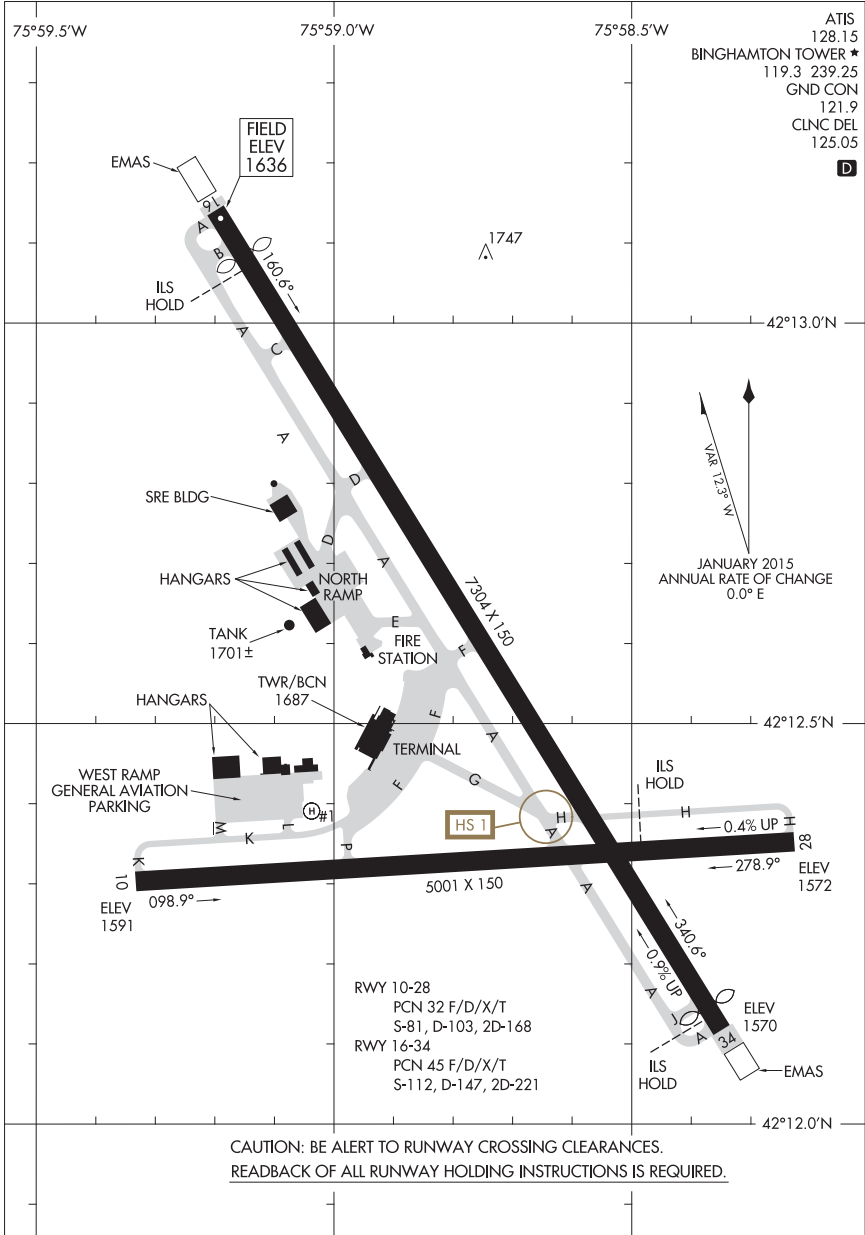 75°59.5'W
75°59.0'W
75°58.5'W
ATIS
128.15
BINGHAMTON TOWER ★
119.3 239.25
GND CON
121.9
CLNC DEL
125.05
D
FIELD
ELEV
1636
EMAS
16
A
B
160.6°
ILS
HOLD
1747
42°13.0'N
A
C
A
D
VAR 12.3° W
JANUARY 2015
ANNUAL RATE OF CHANGE
0.0° E
SRE BLDG
D
A
HANGARS
NORTH
RAMP
7304 X 150
TANK
1701±
E
FIRE
STATION
F
TWR/BCN
1687
HANGARS
F
A
42°12.5'N
TERMINAL
WEST RAMP
GENERAL AVIATION
PARKING
F
G
ILS
HOLD
H
#1
HS 1
H
A
H
H
M
L
K
K
P
0.4% UP
28
278.9°
ELEV
1572
10
098.9°
ELEV
1591
5001 X 150
A
340.6°
0.9% UP
RWY 10-28
PCN 32 F/D/X/T
S-81, D-103, 2D-168
RWY 16-34
PCN 45 F/D/X/T
S-112, D-147, 2D-221
A
J
A
34
ELEV
1570
ILS
HOLD
EMAS
42°12.0'N
CAUTION: BE ALERT TO RUNWAY CROSSING CLEARANCES.
READBACK OF ALL RUNWAY HOLDING INSTRUCTIONS IS REQUIRED.